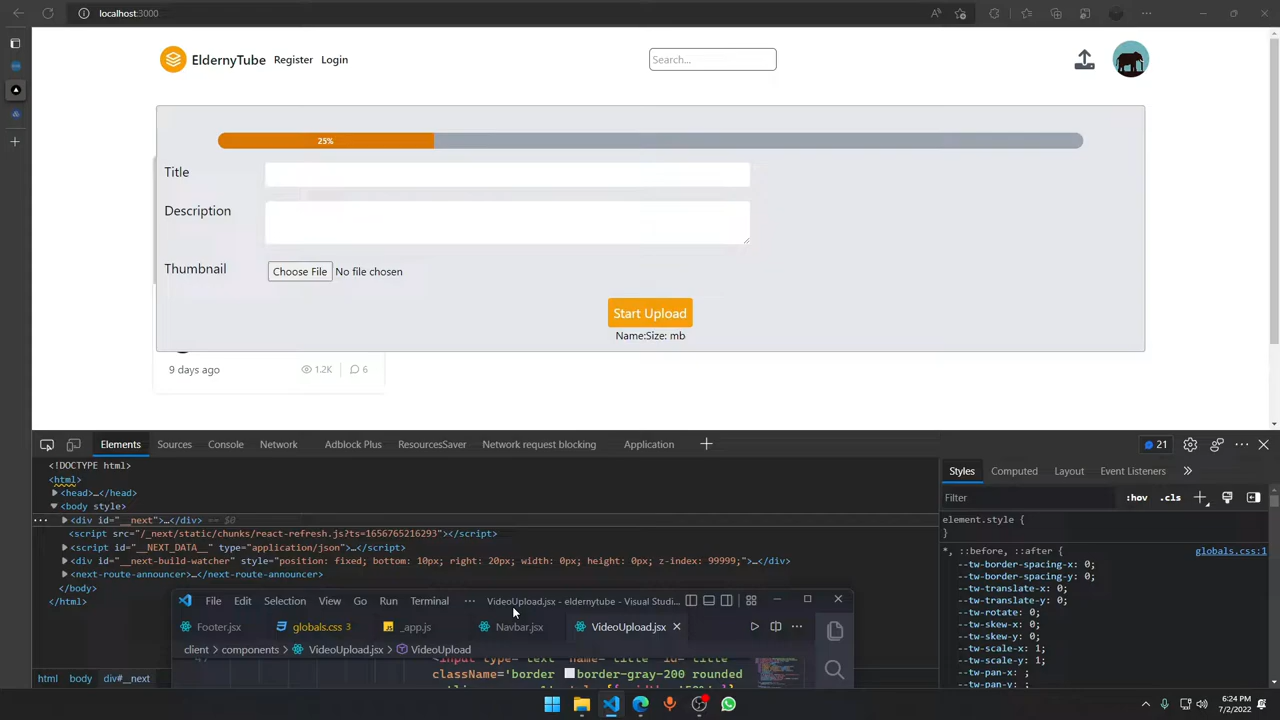 localhost:3000
EldernyTube Register Login Search...
25%
Title
Description
Thumbnail Choose File No file chosen
Start Upload
Name:Size: mb
9 days ago 1.2K 6
Elements Sources Console Network Adblock Plus ResourcesSaver Network request blocking Application 21
<!DOCTYPE html>
<html>
<head>…</head>
<body style>
<div id="__next">…</div> == $0
<script src="/_next/static/chunks/react-refresh.js?ts=1656765216293"></script>
<script id="__NEXT_DATA__" type="application/json">…</script>
<div id="__next-build-watcher" style="position: fixed; bottom: 10px; right: 20px; width: 0px; height: 0px; z-index: 99999;">…</div>
<next-route-announcer>…</next-route-announcer>
</body>
</html>
html body div#__next
Styles Computed Layout Event Listeners
Filter :hov .cls
element.style {
}
*, ::before, ::after { globals.css:1
--tw-border-spacing-x: 0;
--tw-border-spacing-y: 0;
--tw-translate-x: 0;
--tw-translate-y: 0;
--tw-rotate: 0;
--tw-skew-x: 0;
--tw-skew-y: 0;
--tw-scale-x: 1;
--tw-scale-y: 1;
--tw-pan-x: ;
--tw-pan-y: ;
File Edit Selection View Go Run Terminal ··· VideoUpload.jsx - eldernytube - Visual Studi...
Footer.jsx globals.css 3 _app.js Navbar.jsx VideoUpload.jsx
client > components > VideoUpload.jsx > VideoUpload
47 <input type="text" name="title" id="title"
className='border border-gray-200 rounded
6:24 PM
7/2/2022